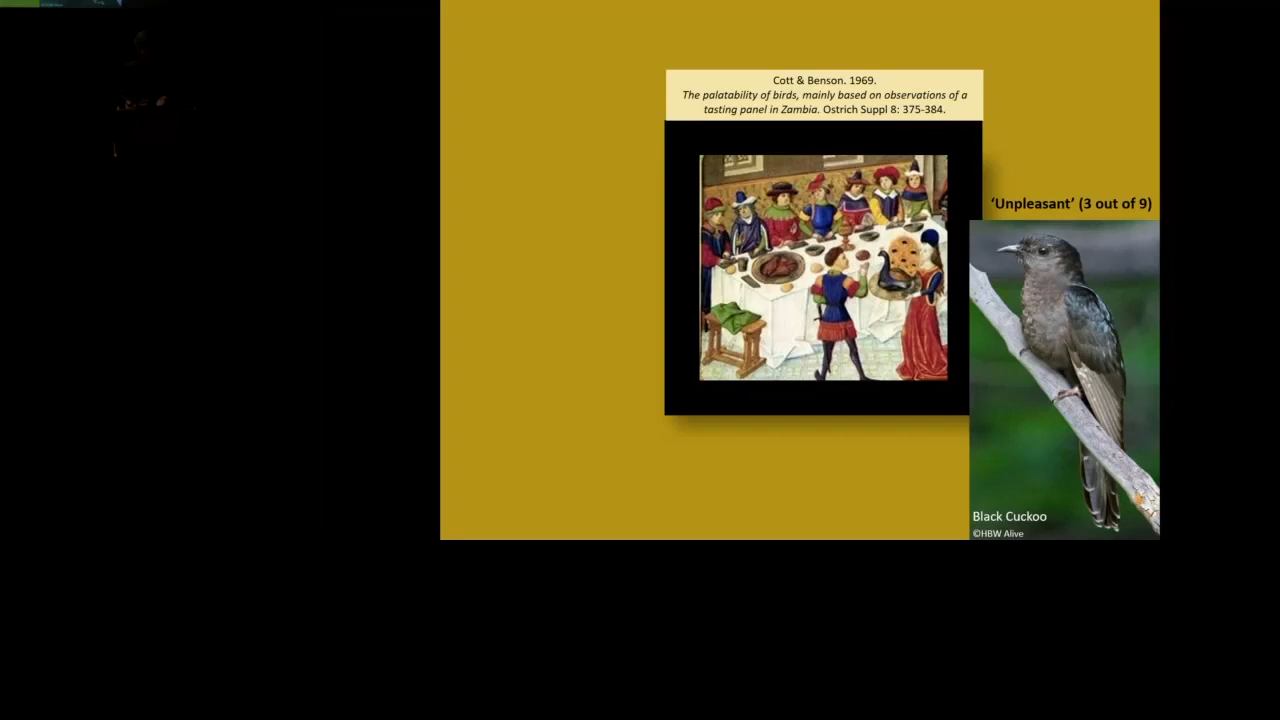 Cott & Benson. 1969.
The palatability of birds, mainly based on observations of a
tasting panel in Zambia. Ostrich Suppl 8: 375-384.
‘Unpleasant’ (3 out of 9)
Black Cuckoo
©HBW Alive